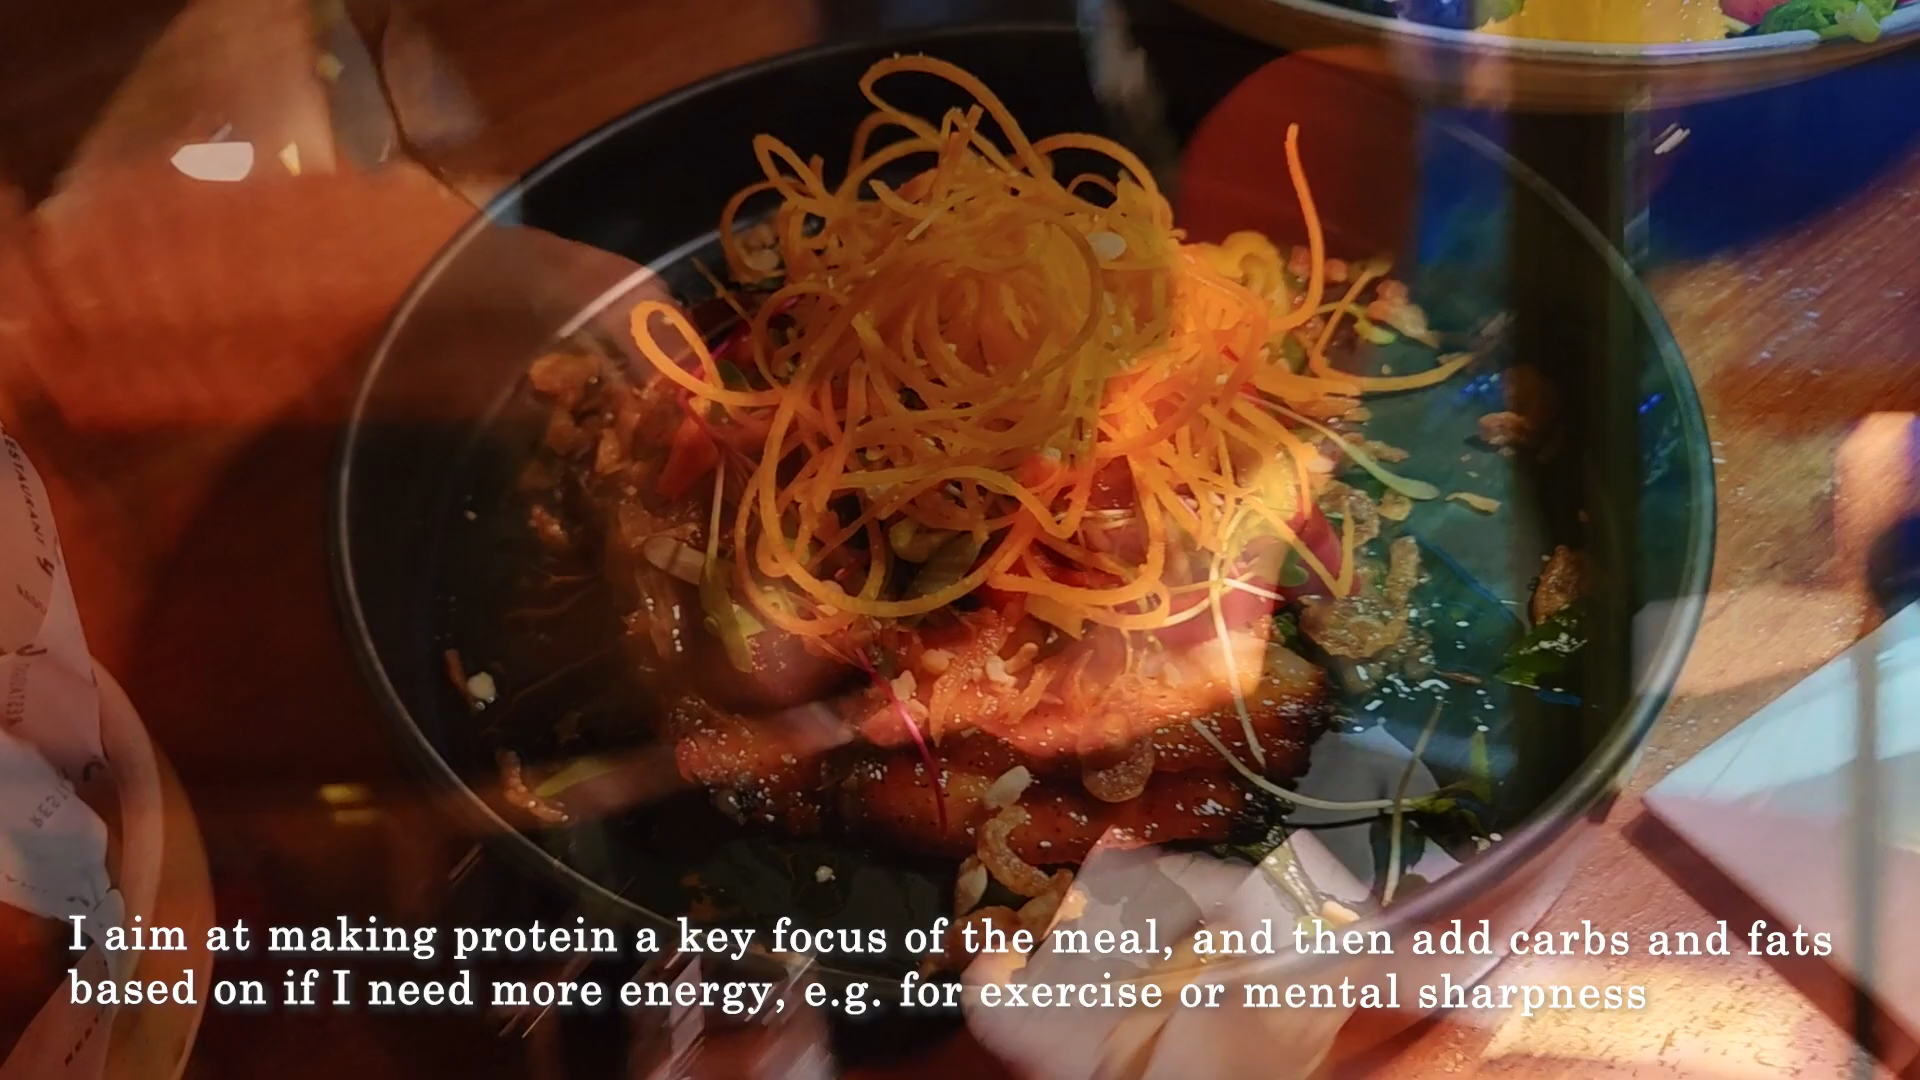 I aim at making protein a key focus of the meal, and then add carbs and fats
based on if I need more energy, e.g. for exercise or mental sharpness